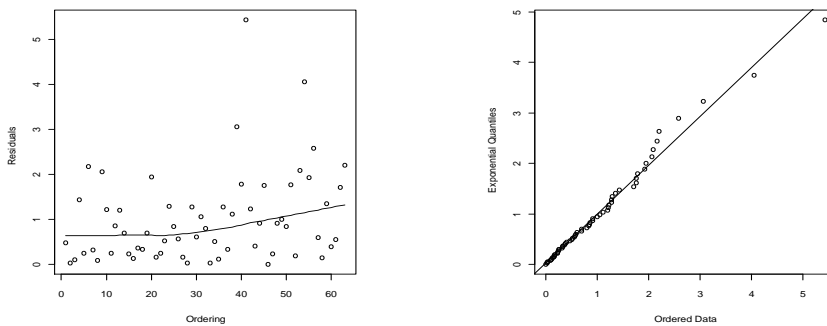 Residuals
0 1 2 3 4 5
0 10 20 30 40 50 60
Ordering
Exponential Quantiles
0 1 2 3 4 5
0 1 2 3 4 5
Ordered Data